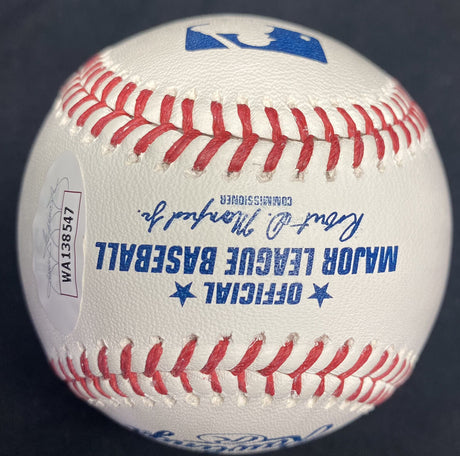 ★ OFFICIAL ★
MAJOR LEAGUE BASEBALL
Robert D. Manfred Jr.
COMMISSIONER
WA138547